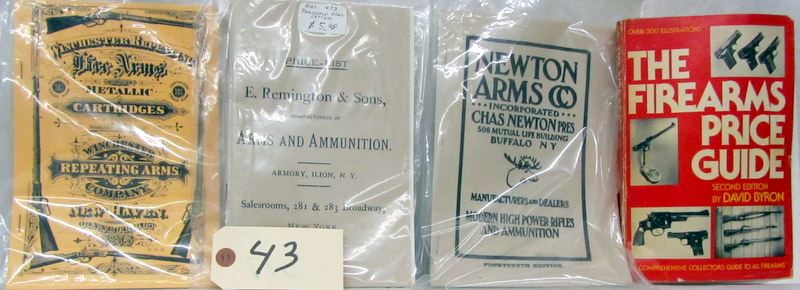 WINCHESTER REPEATING
Fire Arms
METALLIC
CARTRIDGES
WINCHESTER
REPEATING ARMS
COMPANY,
NEW HAVEN,
$5.00
PRICE-LIST
E. Remington & Sons,
MANUFACTURERS OF
ARMS AND AMMUNITION.
ARMORY, ILION, N. Y.
Salesrooms, 281 & 283 Broadway,
NEW YORK.
43
NEWTON
ARMS CO
INCORPORATED
CHAS NEWTON PRES
506 MUTUAL LIFE BUILDING
BUFFALO NY
MANUFACTURERS AND DEALERS
MODERN HIGH POWER RIFLES
AND AMMUNITION
FOURTEENTH EDITION.
OVER 300 ILLUSTRATIONS
THE
FIREARMS
PRICE
GUIDE
SECOND EDITION
BY DAVID BYRON
COMPREHENSIVE COLLECTOR'S GUIDE TO ALL FIREARMS